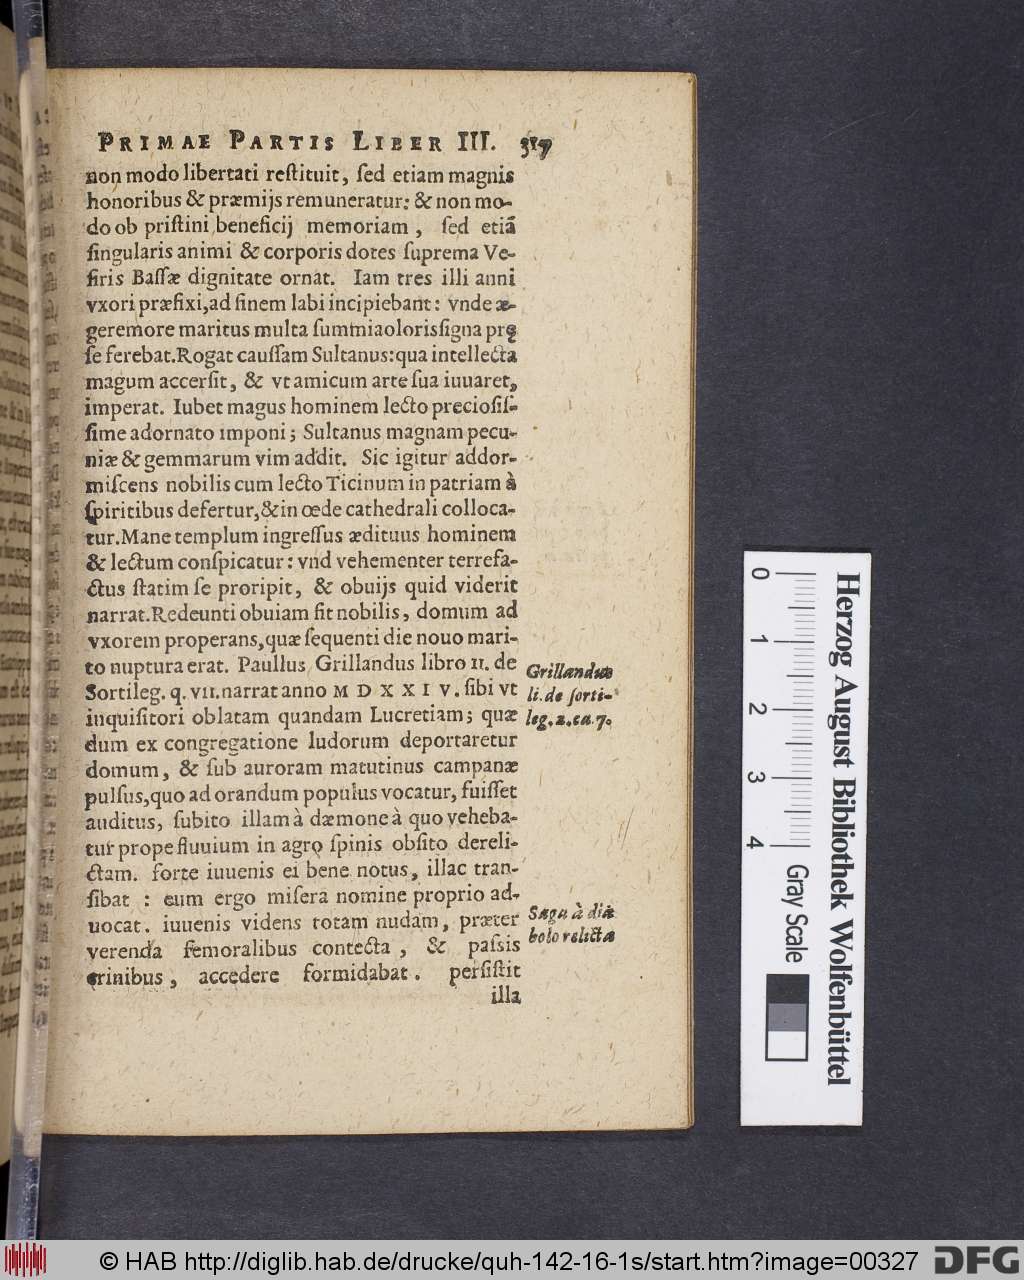 PRIMAE PARTIS LIBER III. 317
non modo libertati reſtituit, ſed etiam magnis
honoribus & præmijs remuneratur: & non mo-
do ob priſtini beneficij memoriam, ſed etiã
ſingularis animi & corporis dotes ſuprema Ve-
ſiris Baſſæ dignitate ornat. Iam tres illi anni
vxori præfixi, ad finem labi incipiebant: vnde æ-
geremore maritus multa ſummi a oloris ſigna prę
ſe ferebat. Rogat cauſſam Sultanus: qua intellecta
magum accerſit, & vt amicum arte ſua iuuaret,
imperat. Iubet magus hominem lecto precioſiſ-
ſime adornato imponi; Sultanus magnam pecu-
niæ & gemmarum vim addit. Sic igitur addor-
miſcens nobilis cum lecto Ticinum in patriam à
ſpiritibus defertur, & in œde cathedrali colloca-
tur. Mane templum ingreſſus ædituus hominem
& lectum conſpicatur: vnd vehementer terrefa-
ctus ſtatim ſe proripit, & obuijs quid viderit
narrat. Redeunti obuiam fit nobilis, domum ad
vxorem properans, quæ ſequenti die nouo mari-
to nuptura erat. Paullus Grillandus libro II. de
Sortileg. q. VII. narrat anno MDXXIV. ſibi vt
inquiſitori oblatam quandam Lucretiam; quæ
dum ex congregatione ludorum deportaretur
domum, & ſub auroram matutinus campanæ
pulſus, quo ad orandum populus vocatur, fuiſſet
auditus, ſubito illam à dæmone à quo veheba-
tur prope fluuium in agro ſpinis obſito dereli-
ctam. forte iuuenis ei bene notus, illac tran-
ſibat : eum ergo miſera nomine proprio ad-
uocat. iuuenis videns totam nudam, præter
verenda femoralibus contecta, & paſsis
crinibus, accedere formidabat. perſiſtit
illa
Grillandus
li. de ſorti-
leg. 2. ca. 7.
Saga à dia
bolo relicta
0 1 2 3 4
Gray Scale
Herzog August Bibliothek Wolfenbüttel
© HAB http://diglib.hab.de/drucke/quh-142-16-1s/start.htm?image=00327
DFG